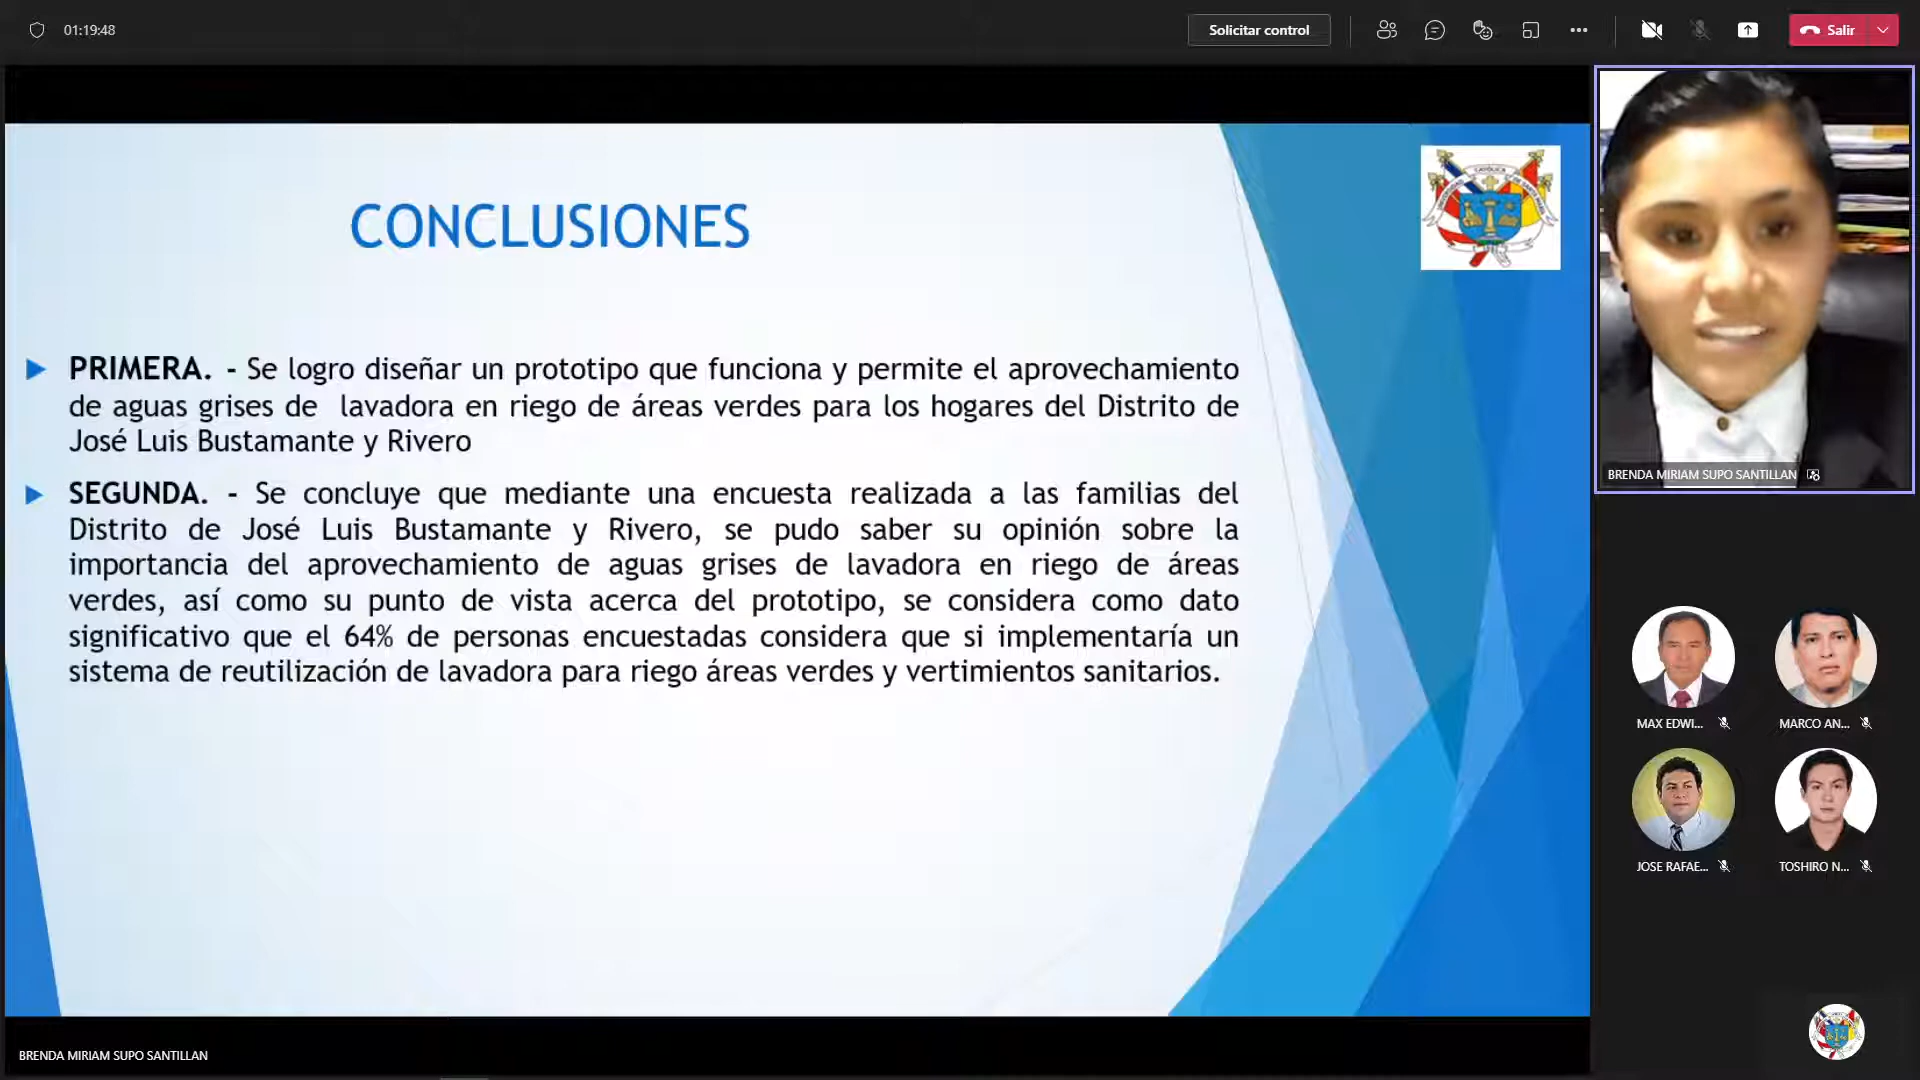 01:19:48
Solicitar control
Salir
CONCLUSIONES
PRIMERA. - Se logro diseñar un prototipo que funciona y permite el aprovechamiento
de aguas grises de lavadora en riego de áreas verdes para los hogares del Distrito de
José Luis Bustamante y Rivero
SEGUNDA. - Se concluye que mediante una encuesta realizada a las familias del
Distrito de José Luis Bustamante y Rivero, se pudo saber su opinión sobre la
importancia del aprovechamiento de aguas grises de lavadora en riego de áreas
verdes, así como su punto de vista acerca del prototipo, se considera como dato
significativo que el 64% de personas encuestadas considera que si implementaría un
sistema de reutilización de lavadora para riego áreas verdes y vertimientos sanitarios.
BRENDA MIRIAM SUPO SANTILLAN
MAX EDWI...
MARCO AN...
JOSE RAFAE...
TOSHIRO N...
BRENDA MIRIAM SUPO SANTILLAN